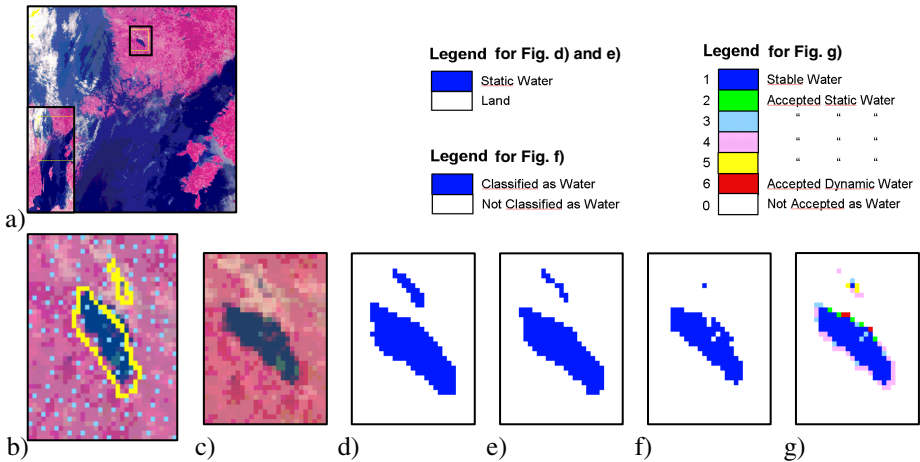 a)
Legend for Fig. d) and e)
Static Water
Land
Legend for Fig. f)
Classified as Water
Not Classified as Water
Legend for Fig. g)
1 Stable Water
2 Accepted Static Water
3 “ “ “
4 “ “ “
5 “ “ “
6 Accepted Dynamic Water
0 Not Accepted as Water
b) c) d) e) f) g)